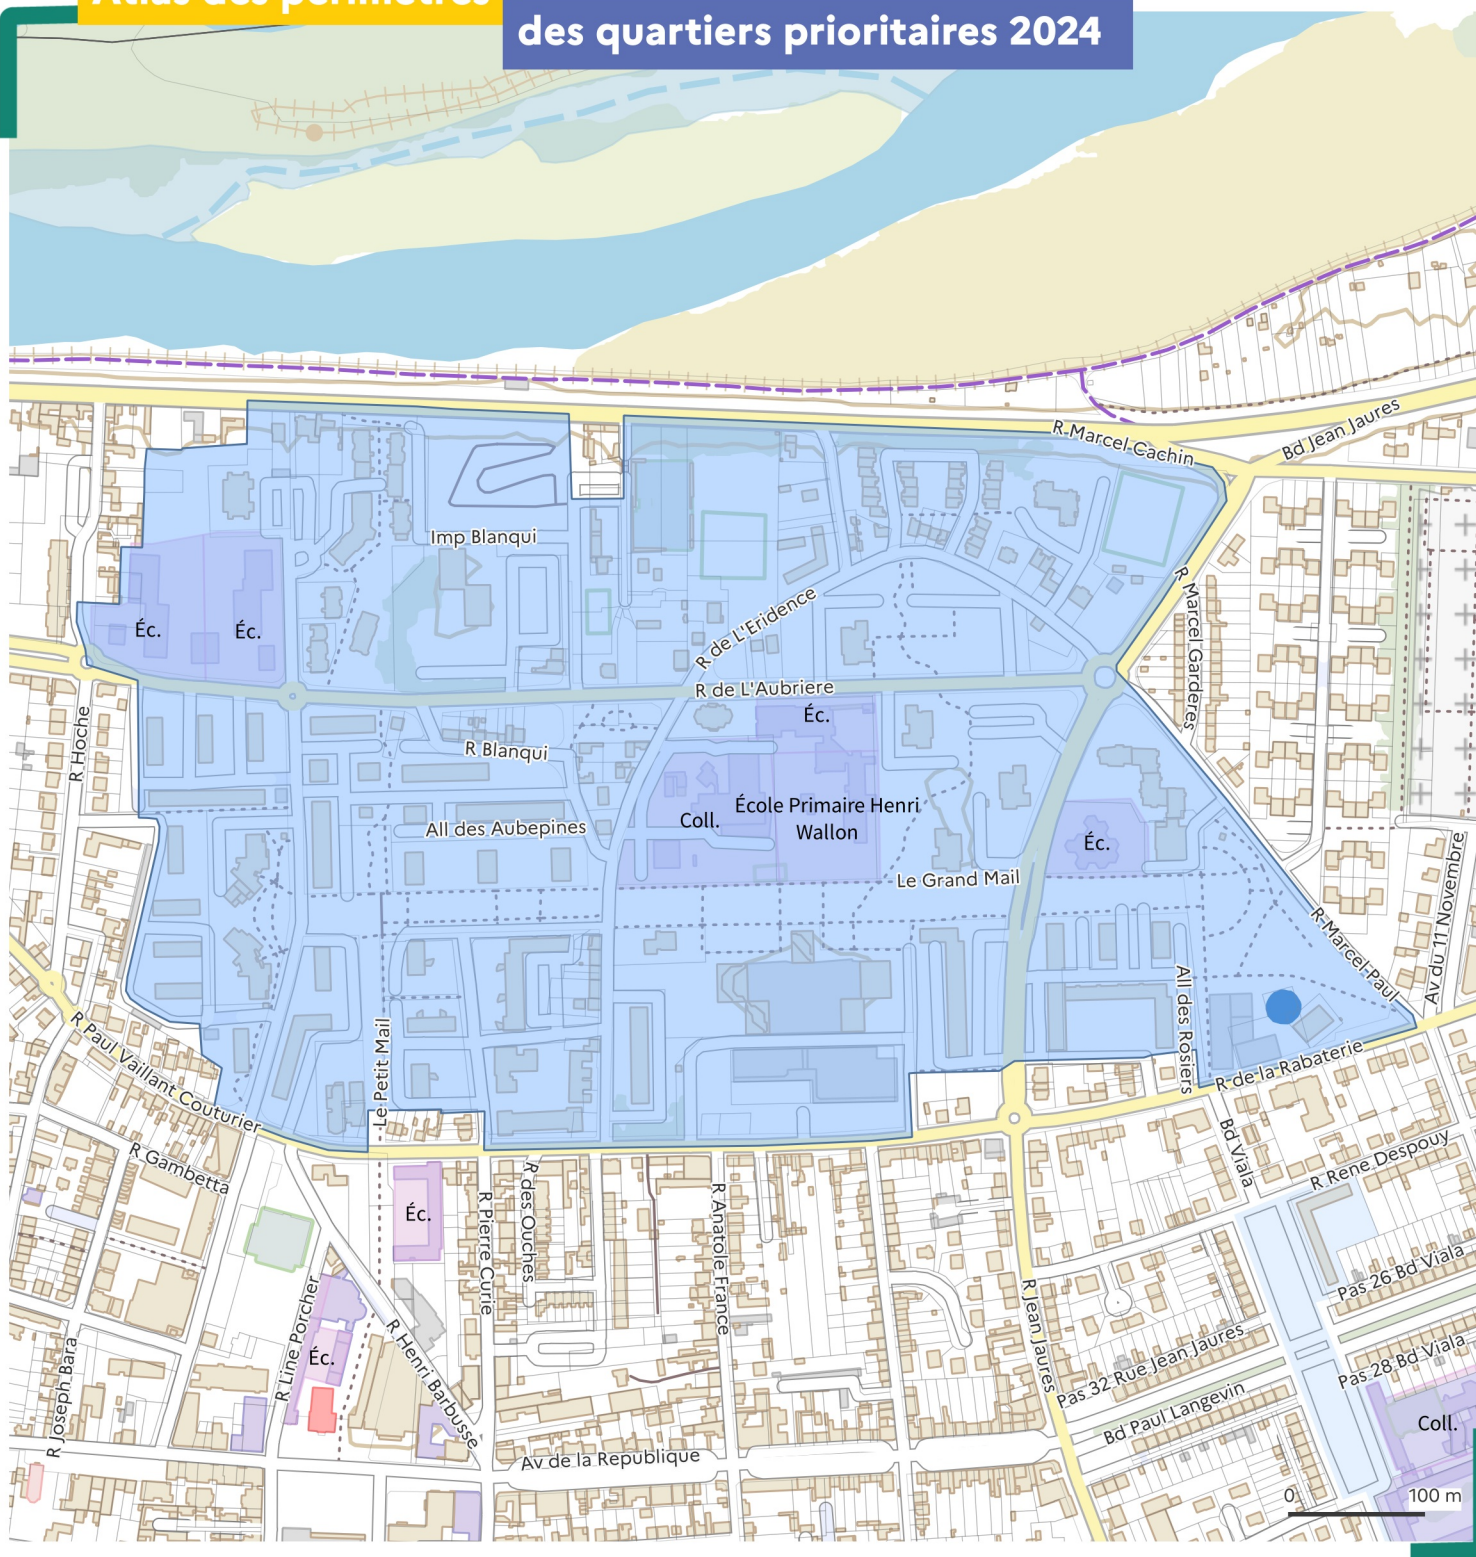 Atlas des périmètres
des quartiers prioritaires 2024
R Marcel Cachin
Bd Jean Jaures
Imp Blanqui
R Marcel Garderes
R de L'Eridence
Éc.
Éc.
R de L'Aubriere
Éc.
R Hoche
R Blanqui
École Primaire Henri
Wallon
Coll.
All des Aubepines
Éc.
Le Grand Mail
Av du 11 Novembre
R Marcel Paul
All des Rosiers
R Paul Vaillant Couturier
Le Petit Mail
R de la Rabaterie
Bd Viala
R Gambetta
R Rene Despouy
Éc.
R Pierre Curie
R des Ouches
R Anatole France
Pas 26 Bd Viala
R Jean Jaures
R Line Porcher
R Henri Barbusse
Éc.
R Joseph Bara
Pas 32 Rue Jean Jaures
Pas 28 Bd Viala
Bd Paul Langevin
Coll.
Av de la Republique
0 100 m